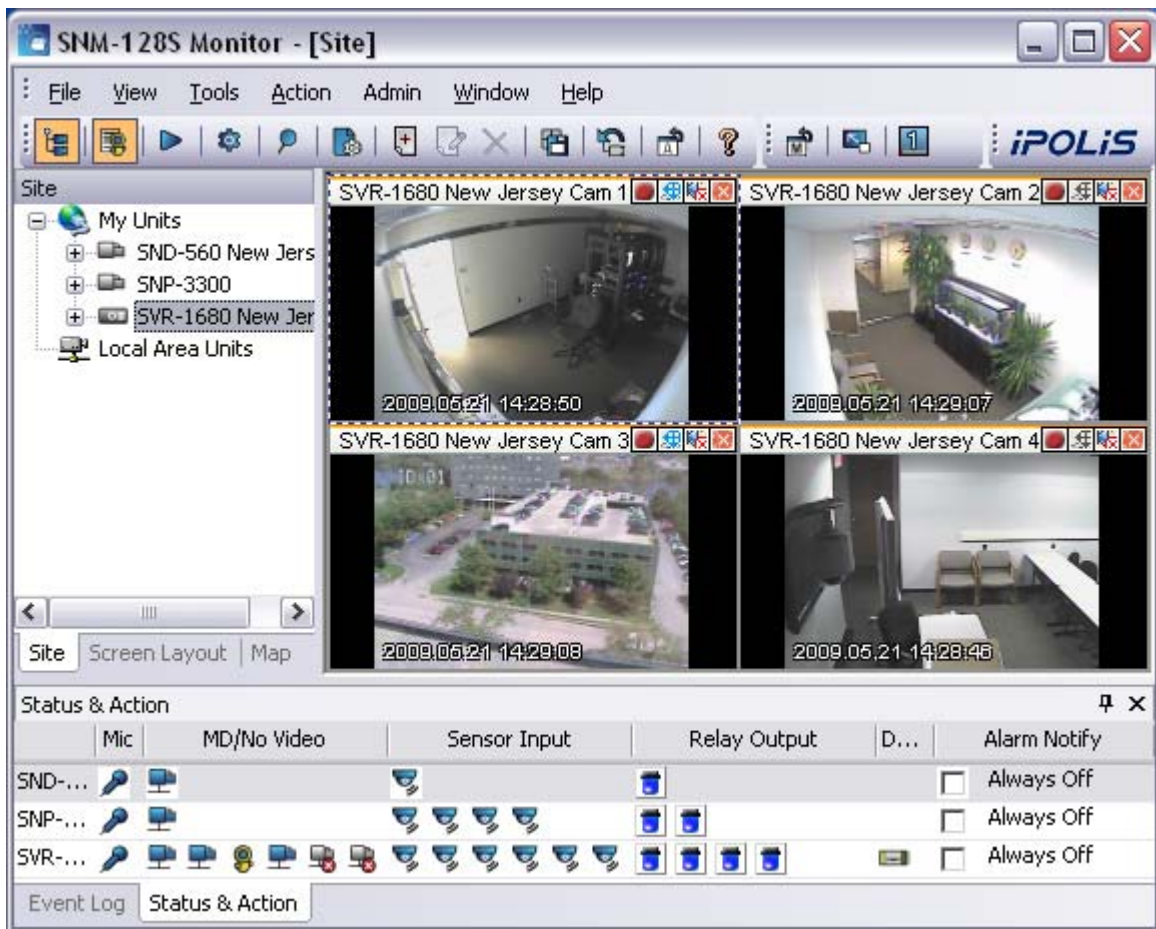 SNM-128S Monitor - [Site]
File View Tools Action Admin Window Help
iPOLiS
Site
My Units
SND-560 New Jers
SNP-3300
SVR-1680 New Jer
Local Area Units
Site Screen Layout Map
SVR-1680 New Jersey Cam 1
2009.05.21 14:28:50
SVR-1680 New Jersey Cam 2
2009.05.21 14:29:07
SVR-1680 New Jersey Cam 3
ID:01
2009.05.21 14:29:08
SVR-1680 New Jersey Cam 4
2009.05.21 14:28:46
Status & Action
Mic MD/No Video Sensor Input Relay Output D... Alarm Notify
SND-... Always Off
SNP-... Always Off
SVR-... Always Off
Event Log Status & Action